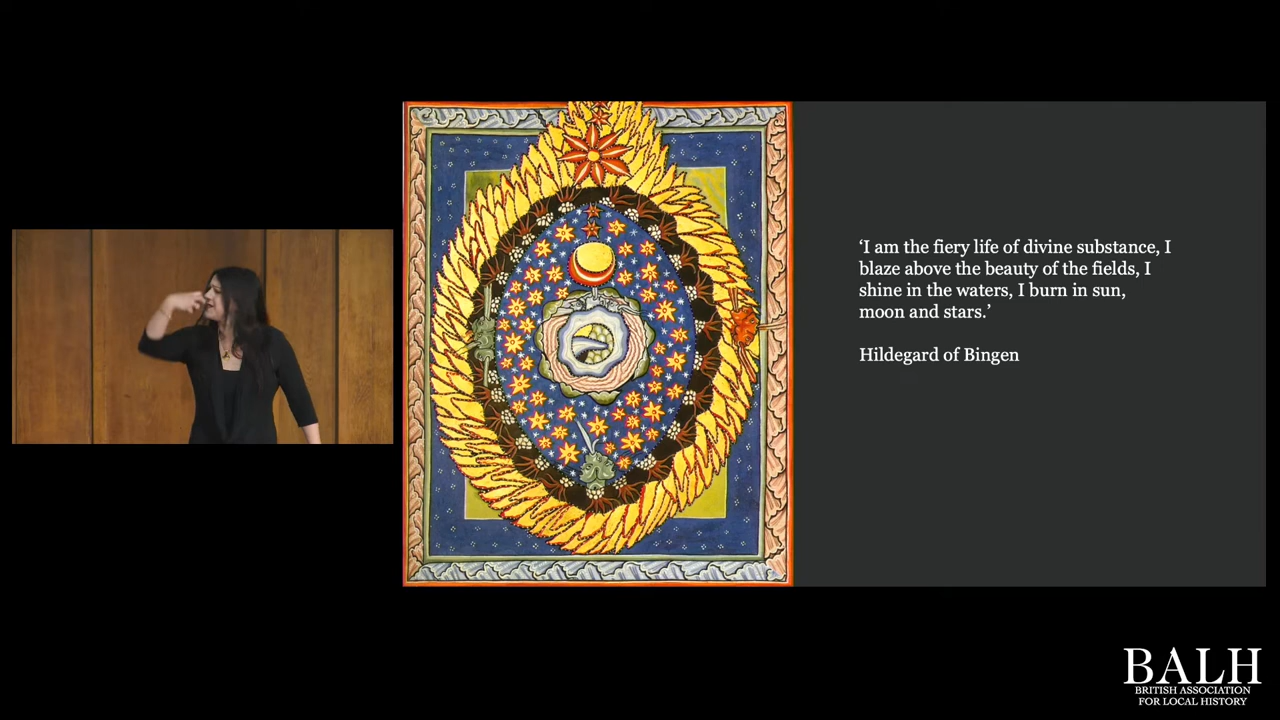 ‘I am the fiery life of divine substance, I
blaze above the beauty of the fields, I
shine in the waters, I burn in sun,
moon and stars.’
Hildegard of Bingen
BALH
BRITISH ASSOCIATION
FOR LOCAL HISTORY